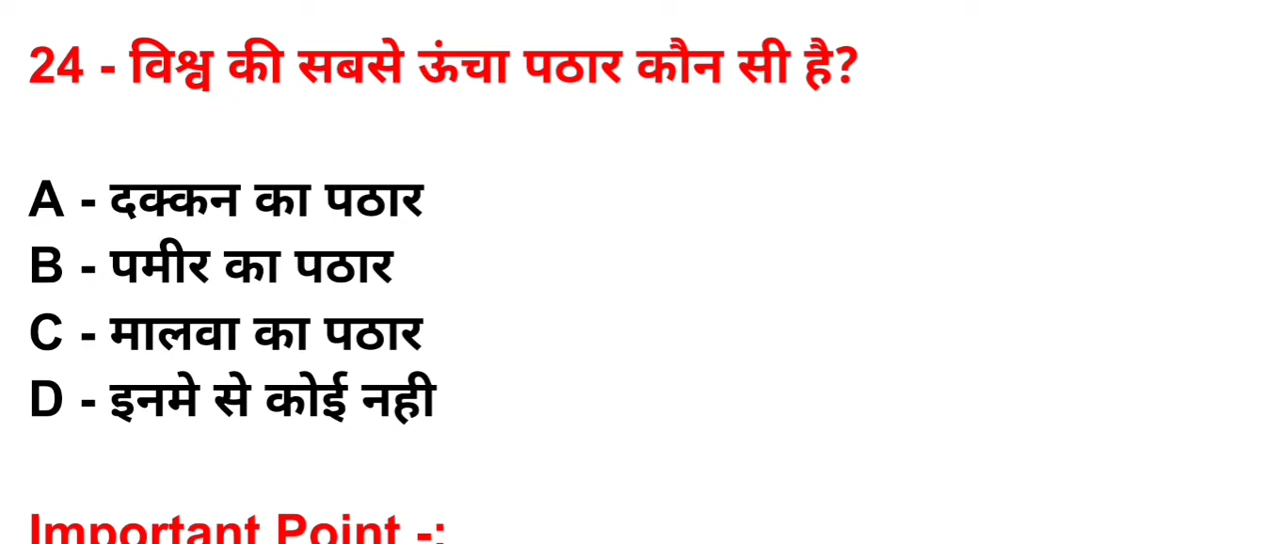 24 - विश्व की सबसे ऊंचा पठार कौन सी है?
A - दक्कन का पठार
B - पमीर का पठार
C - मालवा का पठार
D - इनमे से कोई नही
Important Point -: